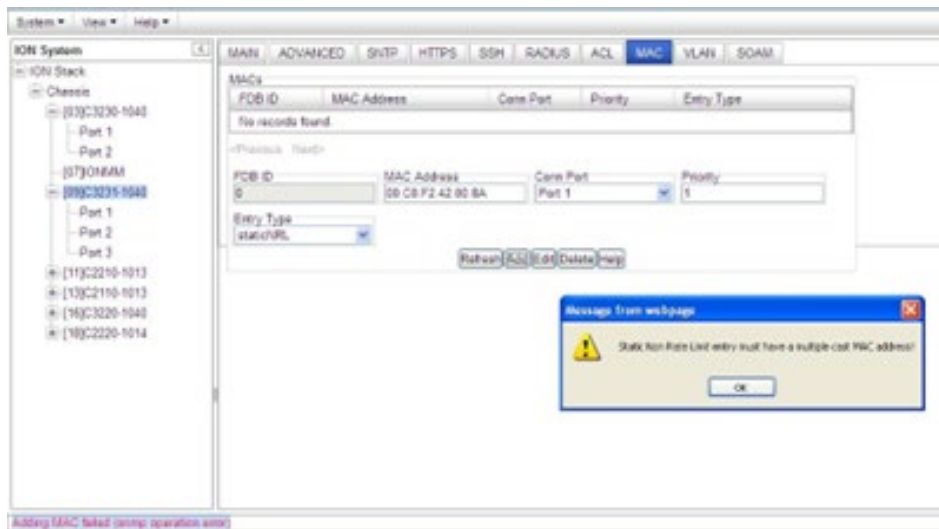 System View Help
ION System
MAIN ADVANCED SNTP HTTPS SSH RADIUS ACL MAC VLAN SOAM
ION Stack
Chassis
[03]C3230-1040
Port 1
Port 2
[07]IONMM
[09]C3231-1040
Port 1
Port 2
Port 3
[11]C2210-1013
[13]C2110-1013
[16]C3220-1040
[18]C2220-1014
MACs
FDB ID MAC Address Conn Port Priority Entry Type
No records found.
<Previous Next>
FDB ID MAC Address Conn Port Priority
0 00 C0 F2 42 00 8A Port 1 1
Entry Type
staticNRL
Refresh Add Edit Delete Help
Message from webpage
Static Non Rate Limit entry must have a multiple cast MAC address!
OK
Adding MAC failed (snmp operation error)